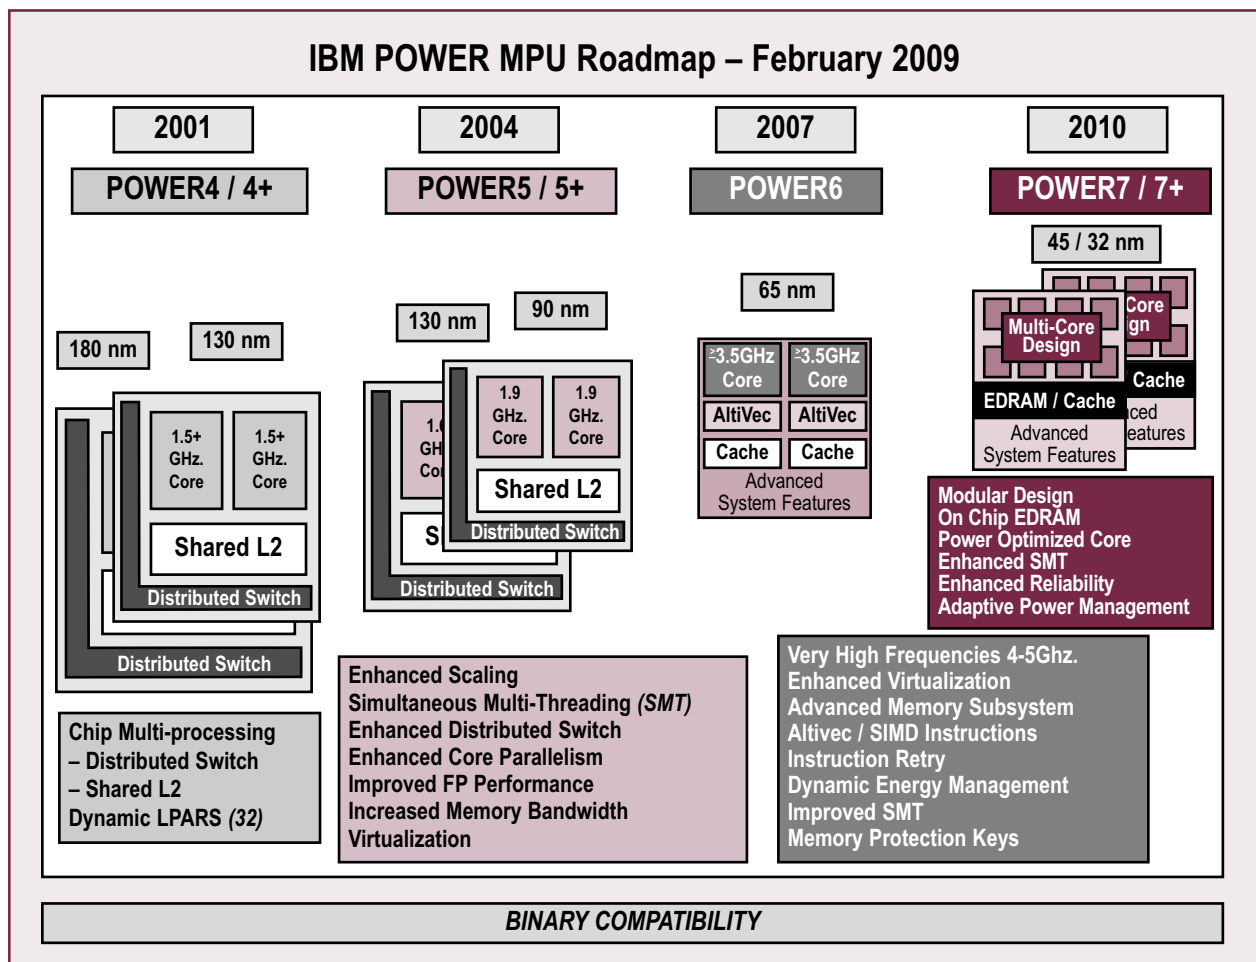 IBM POWER MPU Roadmap – February 2009
2001
2004
2007
2010
POWER4 / 4+
POWER5 / 5+
POWER6
POWER7 / 7+
180 nm
130 nm
1.5+
GHz.
Core
1.5+
GHz.
Core
Shared L2
Distributed Switch
Distributed Switch
Chip Multi-processing
– Distributed Switch
– Shared L2
Dynamic LPARS (32)
130 nm
90 nm
1.9
GHz.
Core
1.9
GHz.
Core
Shared L2
Distributed Switch
Distributed Switch
Enhanced Scaling
Simultaneous Multi-Threading (SMT)
Enhanced Distributed Switch
Enhanced Core Parallelism
Improved FP Performance
Increased Memory Bandwidth
Virtualization
65 nm
≥3.5GHz
Core
≥3.5GHz
Core
AltiVec
AltiVec
Cache
Cache
Advanced
System Features
Very High Frequencies 4-5Ghz.
Enhanced Virtualization
Advanced Memory Subsystem
Altivec / SIMD Instructions
Instruction Retry
Dynamic Energy Management
Improved SMT
Memory Protection Keys
45 / 32 nm
Multi-Core
Design
EDRAM / Cache
Advanced
System Features
Core
Cache
Modular Design
On Chip EDRAM
Power Optimized Core
Enhanced SMT
Enhanced Reliability
Adaptive Power Management
BINARY COMPATIBILITY